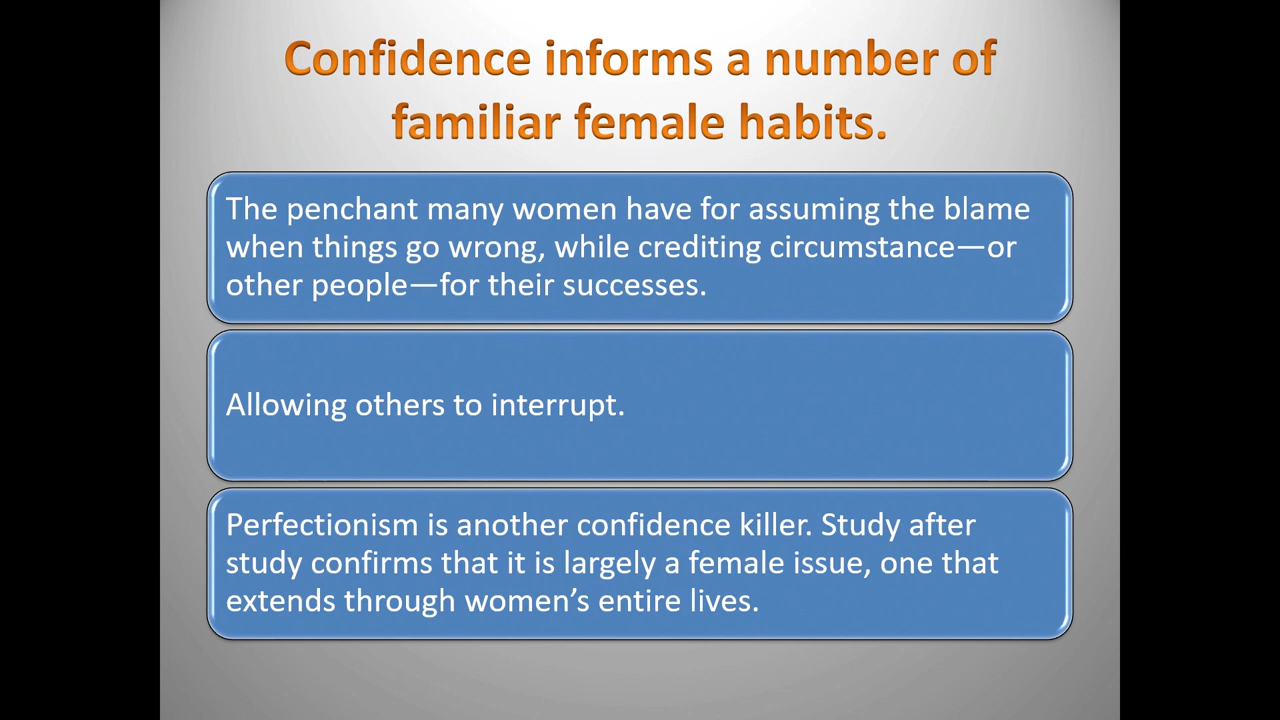 Confidence informs a number of
familiar female habits.
The penchant many women have for assuming the blame
when things go wrong, while crediting circumstance—or
other people—for their successes.
Allowing others to interrupt.
Perfectionism is another confidence killer. Study after
study confirms that it is largely a female issue, one that
extends through women’s entire lives.